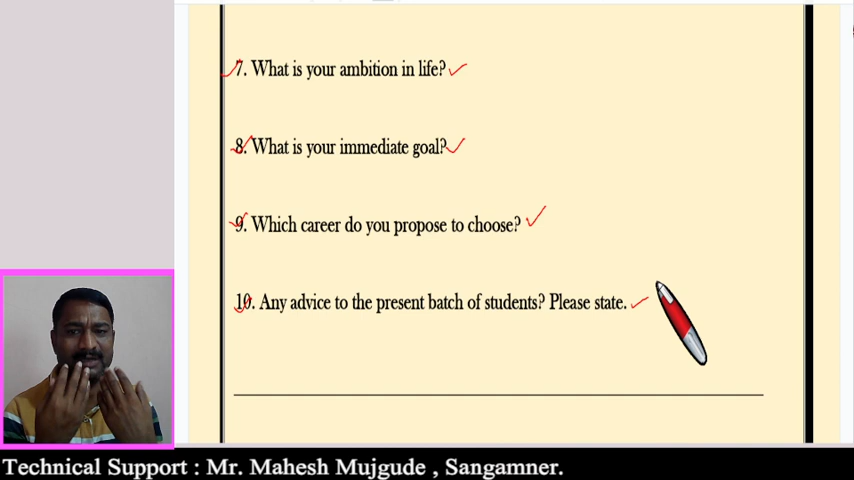 7. What is your ambition in life?
8. What is your immediate goal?
9. Which career do you propose to choose?
10. Any advice to the present batch of students? Please state.
Technical Support : Mr. Mahesh Mujgude , Sangamner.